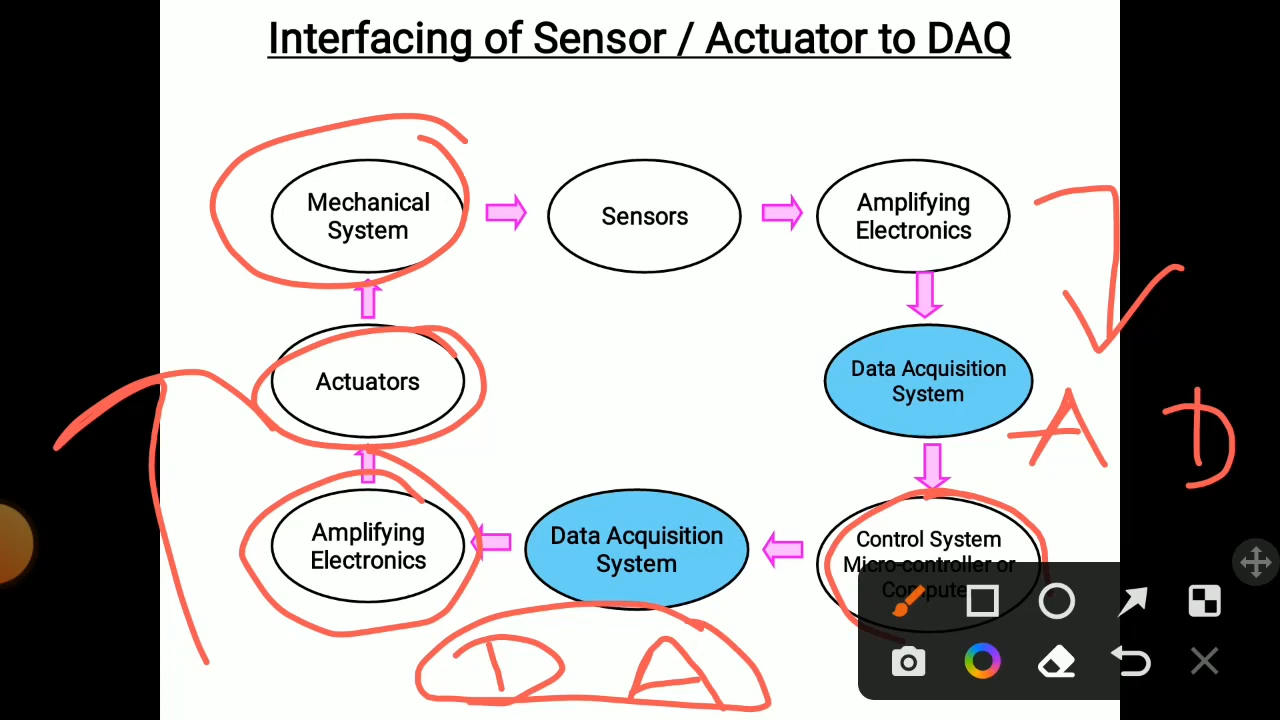 Interfacing of Sensor / Actuator to DAQ
Mechanical
System
Sensors
Amplifying
Electronics
Actuators
Data Acquisition
System
A D
Amplifying
Electronics
Data Acquisition
System
Control System
Micro-controller or
Computer
D A